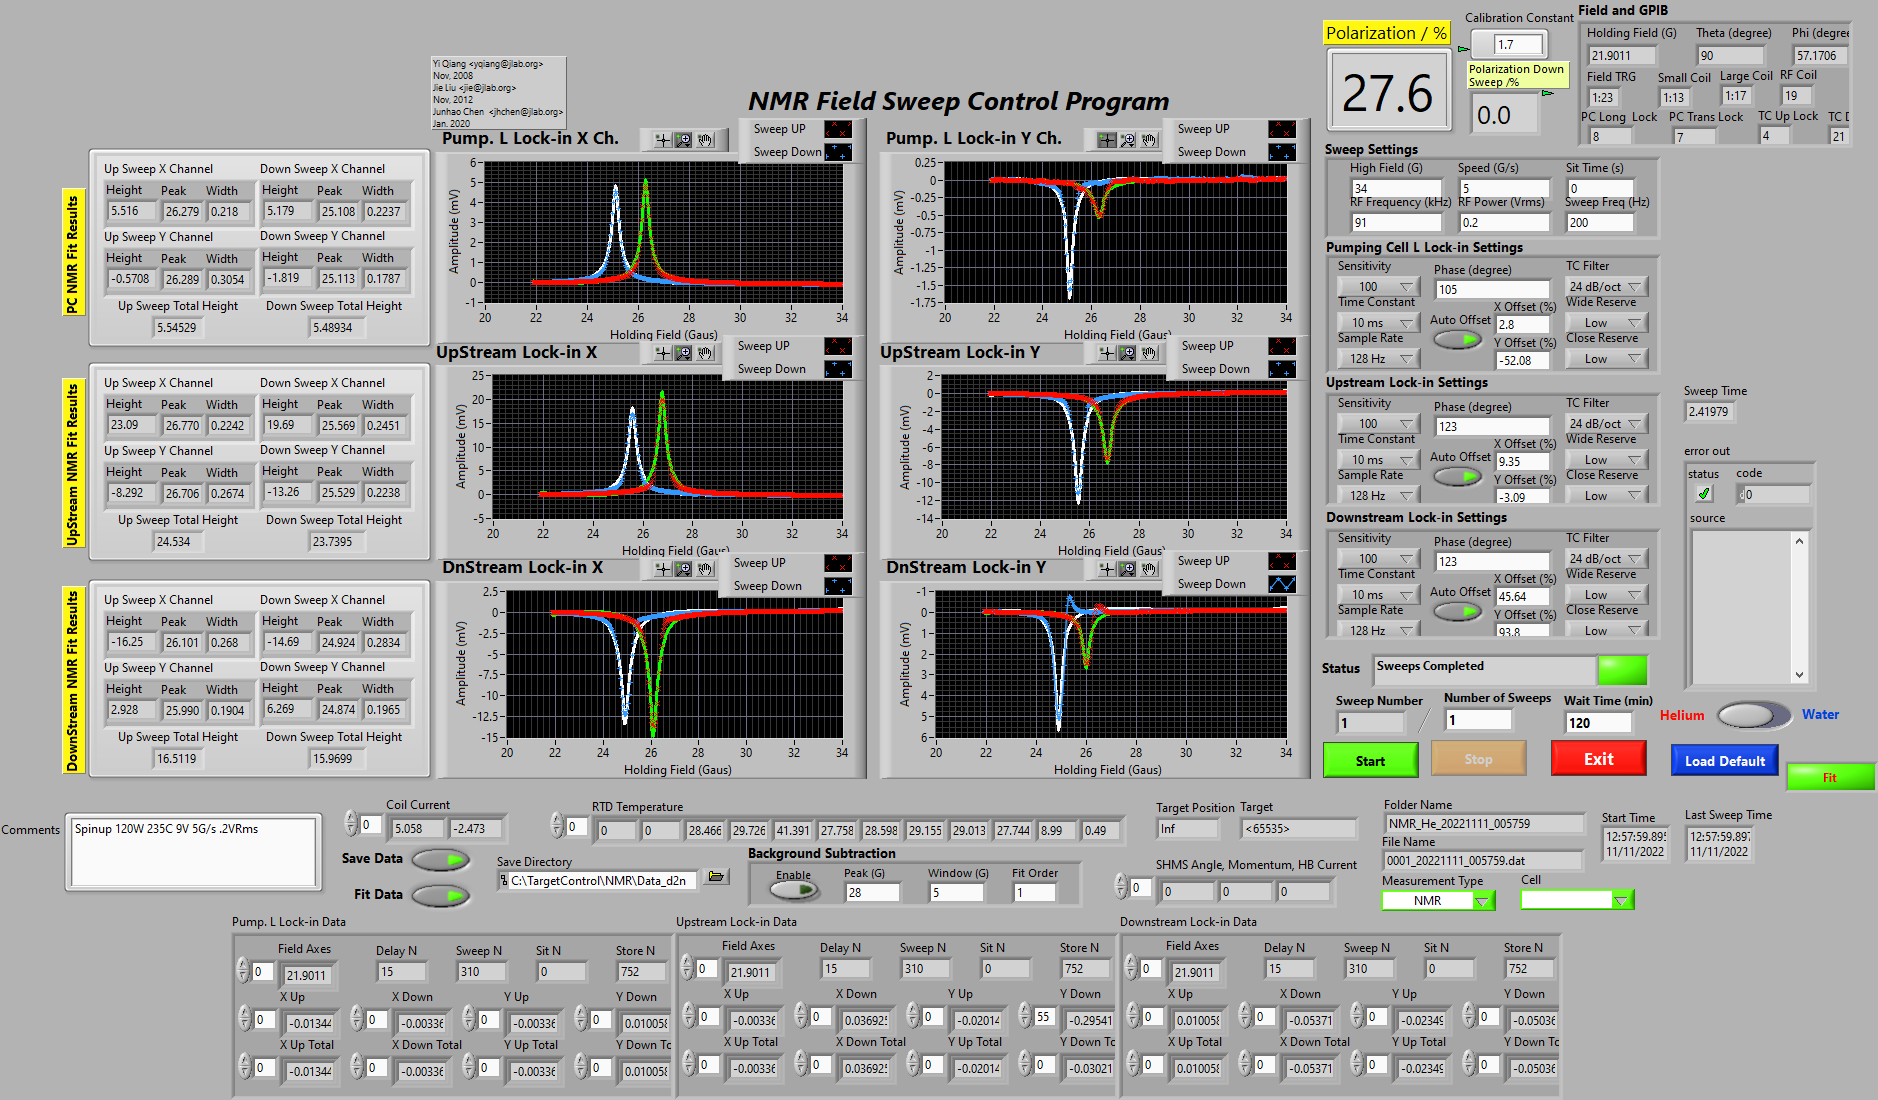 Yi Qiang <yqiang@jlab.org>
Nov, 2008
Jie Liu <jie@jlab.org>
Nov, 2012
Junhao Chen <jhchen@jlab.org>
Jan. 2020
NMR Field Sweep Control Program
Polarization / %
27.6
Calibration Constant
1.7
Polarization Down Sweep /%
0.0
Field and GPIB
Holding Field (G) Theta (degree) Phi (degree
21.9011 90 57.1706
Field TRG Small Coil Large Coil RF Coil
1:23 1:13 1:17 19
PC Long Lock PC Trans Lock TC Up Lock TC D
8 7 4 21
PC NMR Fit Results
Up Sweep X Channel Down Sweep X Channel
Height Peak Width Height Peak Width
5.516 26.279 0.218 5.179 25.108 0.2237
Up Sweep Y Channel Down Sweep Y Channel
Height Peak Width Height Peak Width
-0.5708 26.289 0.3054 -1.819 25.113 0.1787
Up Sweep Total Height Down Sweep Total Height
5.54529 5.48934
UpStream NMR Fit Results
Up Sweep X Channel Down Sweep X Channel
Height Peak Width Height Peak Width
23.09 26.770 0.2242 19.69 25.569 0.2451
Up Sweep Y Channel Down Sweep Y Channel
Height Peak Width Height Peak Width
-8.292 26.706 0.2674 -13.26 25.529 0.2238
Up Sweep Total Height Down Sweep Total Height
24.534 23.7395
DownStream NMR Fit Results
Up Sweep X Channel Down Sweep X Channel
Height Peak Width Height Peak Width
-16.25 26.101 0.268 -14.69 24.924 0.2834
Up Sweep Y Channel Down Sweep Y Channel
Height Peak Width Height Peak Width
2.928 25.990 0.1904 6.269 24.874 0.1965
Up Sweep Total Height Down Sweep Total Height
16.5119 15.9699
Pump. L Lock-in X Ch.
Sweep UP
Sweep Down
Amplitude (mV)
6
5
4
3
2
1
0
-1
20 22 24 26 28 30 32 34
Holding Field (Gaus)
Pump. L Lock-in Y Ch.
Sweep UP
Sweep Down
Amplitude (mV)
0.25
0
-0.25
-0.5
-0.75
-1
-1.25
-1.5
-1.75
20 22 24 26 28 30 32 34
Holding Field (Gaus)
UpStream Lock-in X
Sweep UP
Sweep Down
Amplitude (mV)
25
20
15
10
5
0
-5
20 22 24 26 28 30 32 34
Holding Field (Gaus)
UpStream Lock-in Y
Sweep UP
Sweep Down
Amplitude (mV)
2
0
-2
-4
-6
-8
-10
-12
-14
20 22 24 26 28 30 32 34
Holding Field (Gaus)
DnStream Lock-in X
Sweep UP
Sweep Down
Amplitude (mV)
2.5
0
-2.5
-5
-7.5
-10
-12.5
-15
20 22 24 26 28 30 32 34
Holding Field (Gaus)
DnStream Lock-in Y
Sweep UP
Sweep Down
Amplitude (mV)
-1
0
1
2
3
4
5
6
20 22 24 26 28 30 32 34
Holding Field (Gaus)
Sweep Settings
High Field (G) Speed (G/s) Sit Time (s)
34 5 0
RF Frequency (kHz) RF Power (Vrms) Sweep Freq (Hz)
91 0.2 200
Pumping Cell L Lock-in Settings
Sensitivity Phase (degree) TC Filter
100 105 24 dB/oct
Time Constant X Offset (%) Wide Reserve
10 ms Auto Offset 2.8 Low
Sample Rate Y Offset (%) Close Reserve
128 Hz -52.08 Low
Upstream Lock-in Settings
Sensitivity Phase (degree) TC Filter
100 123 24 dB/oct
Time Constant X Offset (%) Wide Reserve
10 ms Auto Offset 9.35 Low
Sample Rate Y Offset (%) Close Reserve
128 Hz -3.09 Low
Downstream Lock-in Settings
Sensitivity Phase (degree) TC Filter
100 123 24 dB/oct
Time Constant X Offset (%) Wide Reserve
10 ms Auto Offset 45.64 Low
Sample Rate Y Offset (%) Close Reserve
128 Hz 93.8 Low
Sweep Time
2.41979
error out
status code
0
source
Status Sweeps Completed
Sweep Number Number of Sweeps Wait Time (min)
1 / 1 120
Helium Water
Start Stop Exit Load Default Fit
Comments
Spinup 120W 235C 9V 5G/s .2VRms
Coil Current
0 5.058 -2.473
Save Data
Fit Data
RTD Temperature
0 0 0 28.466 29.726 41.391 27.758 28.598 29.155 29.013 27.744 8.99 0.49
Save Directory
C:\TargetControl\NMR\Data_d2n
Background Subtraction
Enable Peak (G) Window (G) Fit Order
28 5 1
Target Position Target
Inf <65535>
SHMS Angle, Momentum, HB Current
0 0 0 0
Folder Name
NMR_He_20221111_005759
File Name
0001_20221111_005759.dat
Measurement Type Cell
NMR
Start Time Last Sweep Time
12:57:59.89 12:57:59.89
11/11/2022 11/11/2022
Pump. L Lock-in Data
Field Axes Delay N Sweep N Sit N Store N
0 21.9011 15 310 0 752
X Up X Down Y Up Y Down
0 -0.01344 0 -0.00336 0 -0.00336 0 0.010058
X Up Total X Down Total Y Up Total Y Down To
0 -0.01344 0 -0.00336 0 -0.00336 0 0.010058
Upstream Lock-in Data
Field Axes Delay N Sweep N Sit N Store N
0 21.9011 15 310 0 752
X Up X Down Y Up Y Down
0 -0.00336 0 0.03692 0 -0.02014 55 -0.29541
X Up Total X Down Total Y Up Total Y Down Tc
0 -0.00336 0 0.03692 0 -0.02014 0 -0.03021
Downstream Lock-in Data
Field Axes Delay N Sweep N Sit N Store N
0 21.9011 15 310 0 752
X Up X Down Y Up Y Down
0 0.010058 0 -0.05371 0 -0.02349 0 -0.05036
X Up Total X Down Total Y Up Total Y Down Tc
0 0.010058 0 -0.05371 0 -0.02349 0 -0.05036